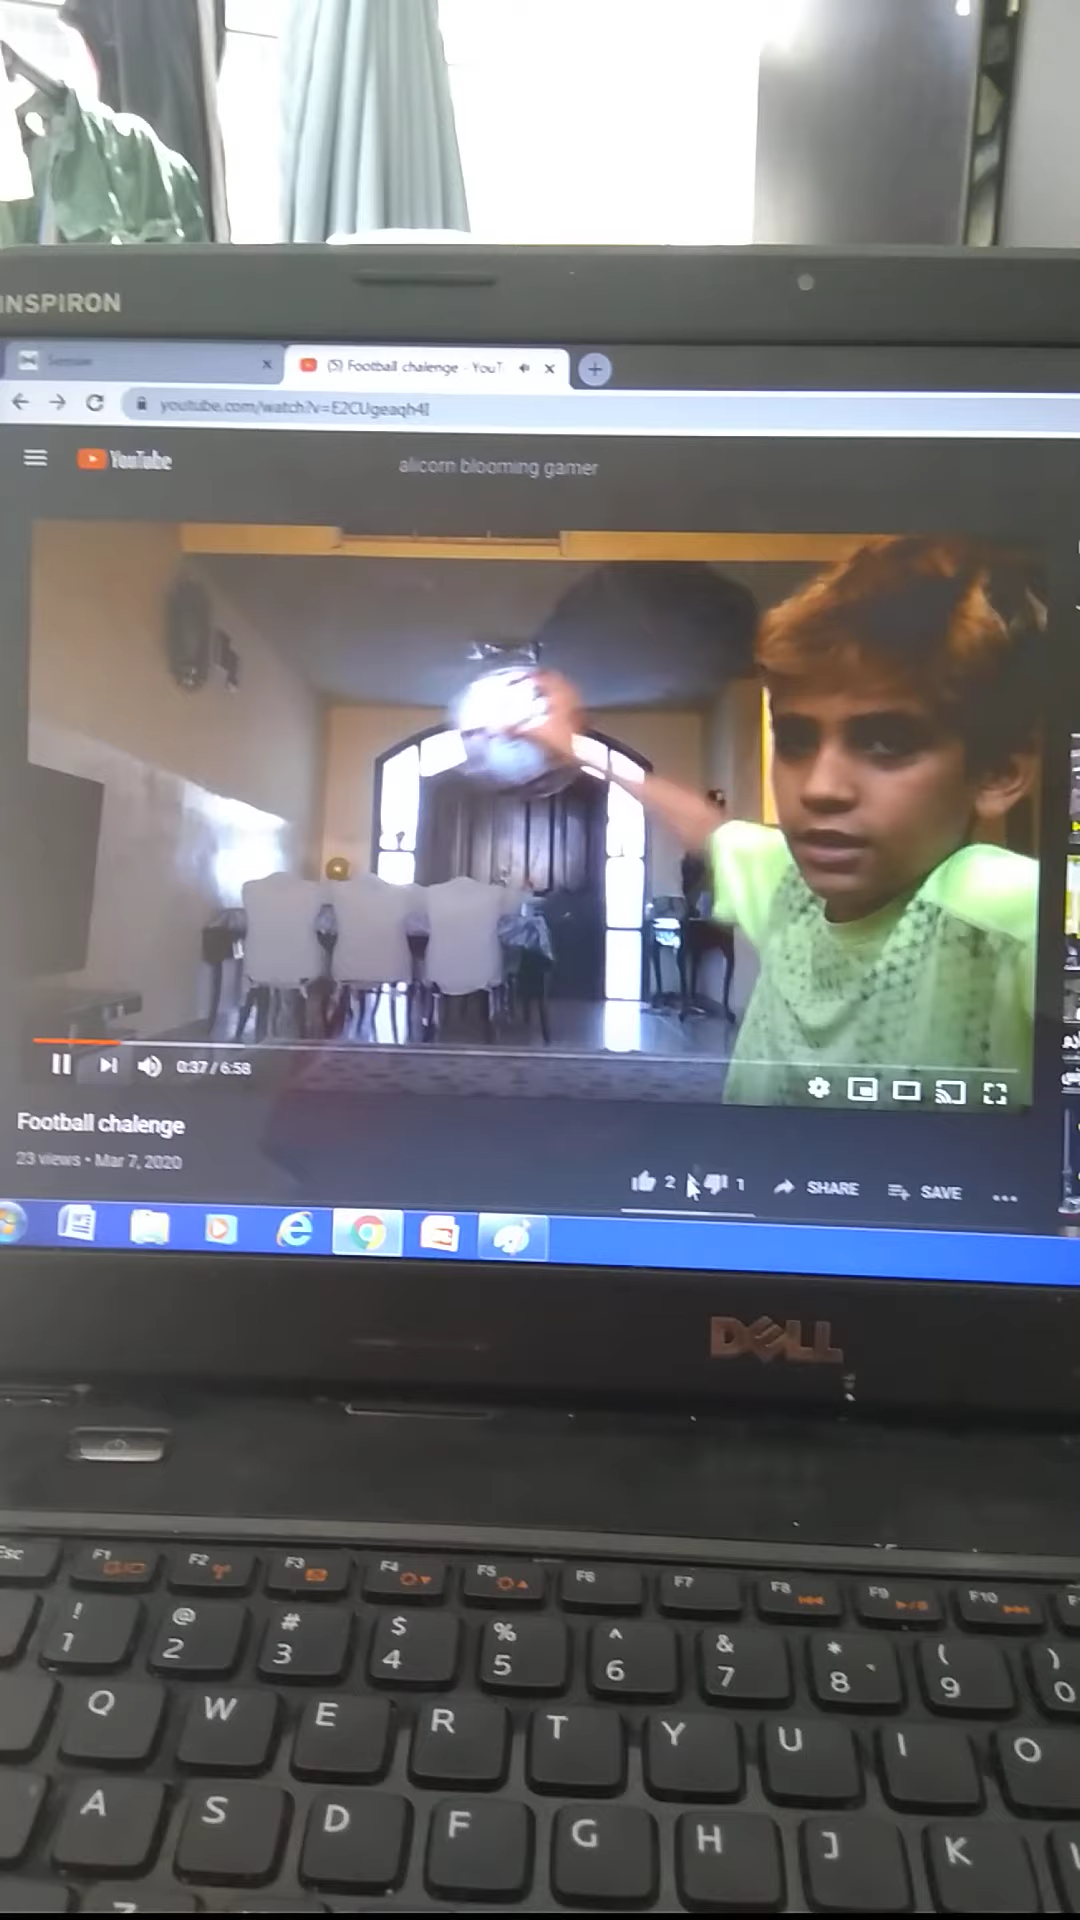 INSPIRON
(5) Football chalenge - YouT
youtube.com/watch?v=E2CUgeaqh4I
YouTube
alicorn blooming gamer
0:37 / 6:58
Football chalenge
23 views • Mar 7, 2020
2 1 SHARE SAVE
DELL
Esc F1 F2 F3 F4 F5 F6 F7 F8 F9 F10
! @ # $ % ^ & * ( )
1 2 3 4 5 6 7 8 9 0
Q W E R T Y U I O
A S D F G H J K